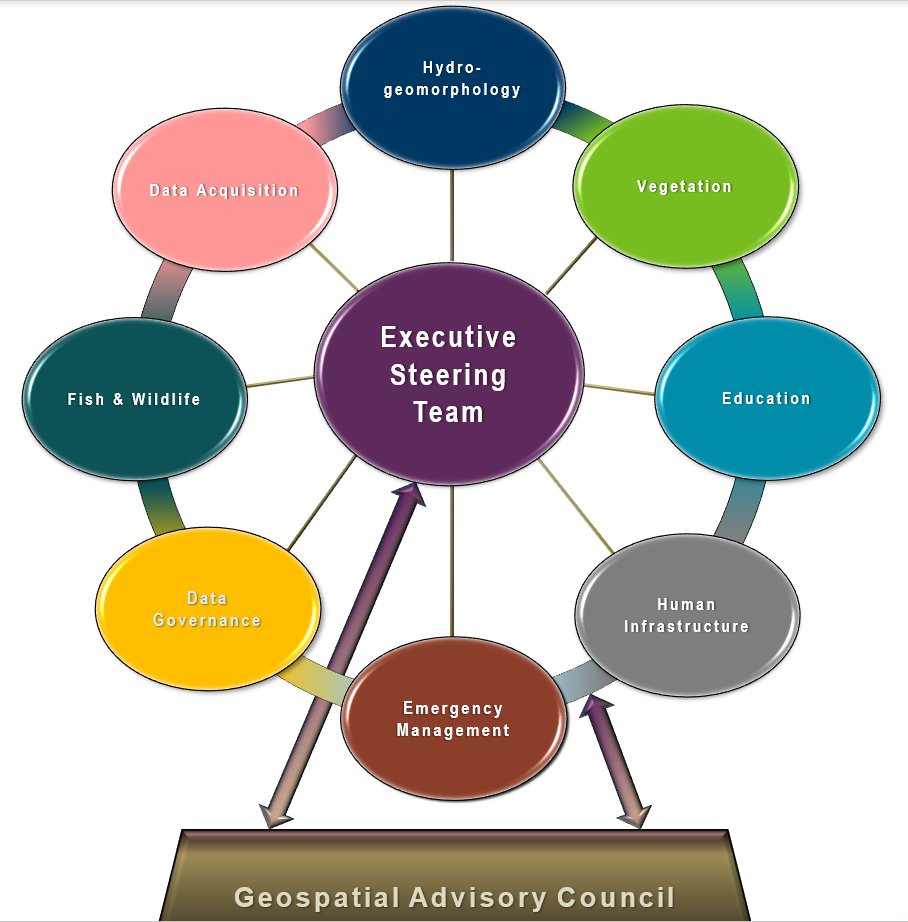 Hydro-
geomorphology
Data Acquisition
Vegetation
Executive
Steering
Team
Fish & Wildlife
Education
Data
Governance
Human
Infrastructure
Emergency
Management
Geospatial Advisory Council